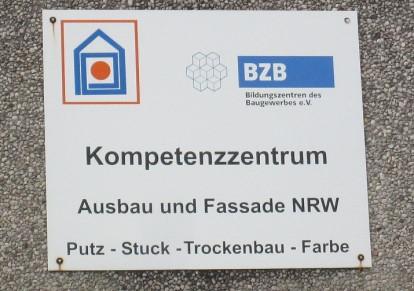 BZB
Bildungszentren des
Baugewerbes e.V.
Kompetenzzentrum
Ausbau und Fassade NRW
Putz - Stuck - Trockenbau - Farbe